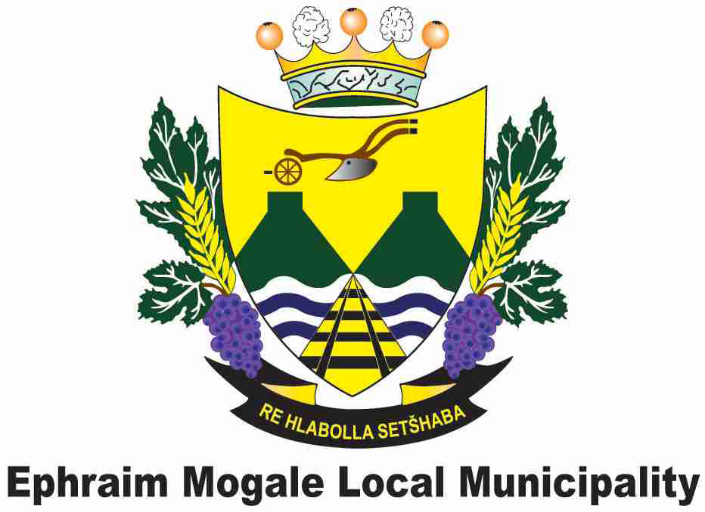 RE HLABOLLA SETŠHABA
Ephraim Mogale Local Municipality